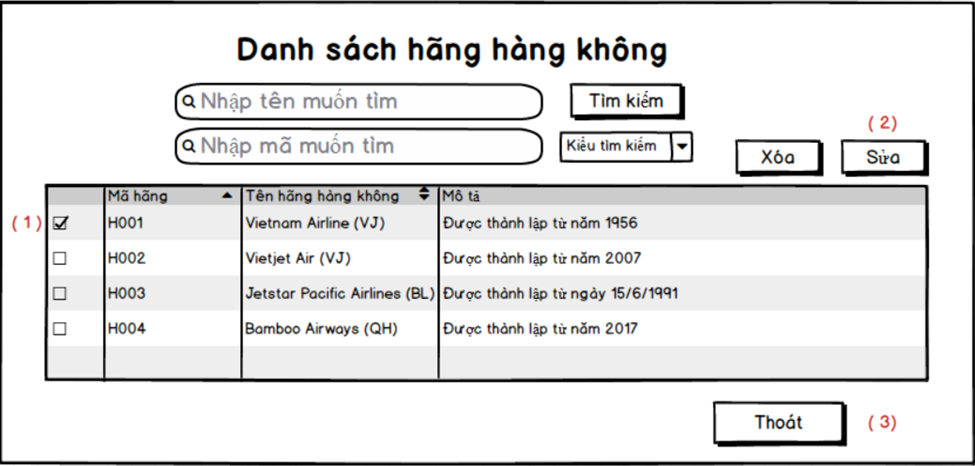 Danh sách hãng hàng không
Nhập tên muốn tìm Tìm kiếm
( 2)
Nhập mã muốn tìm Kiểu tìm kiếm Xóa Sửa
Mã hãng Tên hãng hàng không Mô tả
( 1 ) H001 Vietnam Airline (VJ) Được thành lập từ năm 1956
H002 Vietjet Air (VJ) Được thành lập từ năm 2007
H003 Jetstar Pacific Airlines (BL) Được thành lập từ ngày 15/6/1991
H004 Bamboo Airways (QH) Được thành lập từ năm 2017
Thoát ( 3)